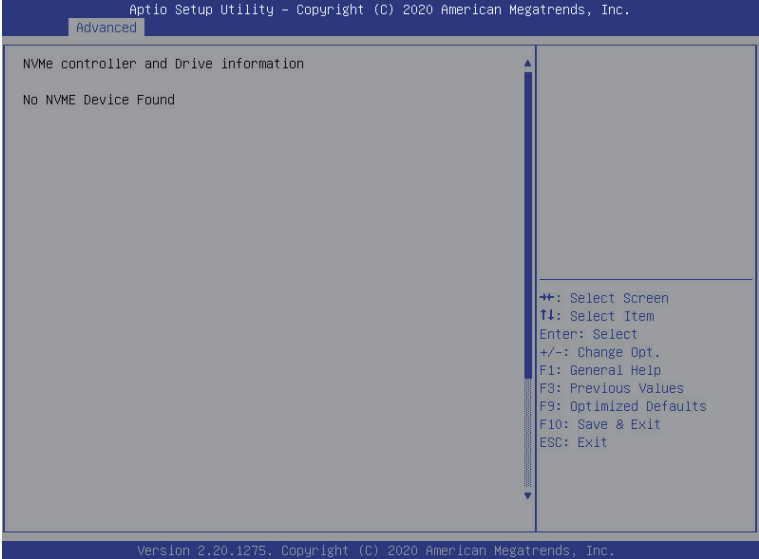 Aptio Setup Utility – Copyright (C) 2020 American Megatrends, Inc.
Advanced
NVMe controller and Drive information
No NVME Device Found
→←: Select Screen
↑↓: Select Item
Enter: Select
+/-: Change Opt.
F1: General Help
F3: Previous Values
F9: Optimized Defaults
F10: Save & Exit
ESC: Exit
Version 2.20.1275. Copyright (C) 2020 American Megatrends, Inc.